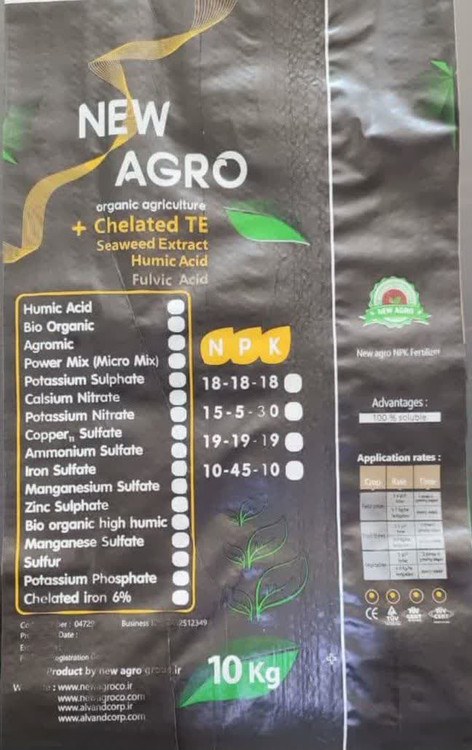 NEW
AGRO
organic agriculture
+ Chelated TE
Seaweed Extract
Humic Acid
Fulvic Acid
Humic Acid
Bio Organic
Agromic
Power Mix (Micro Mix)
Potassium Sulphate
Calsium Nitrate
Potassium Nitrate
Copper,, Sulfate
Ammonium Sulfate
Iron Sulfate
Manganesium Sulfate
Zinc Sulphate
Bio organic high humic
Manganese Sulfate
Sulfur
Potassium Phosphate
Chelated iron 6%
N P K
18-18-18
15-5-30
19-19-19
10-45-10
Business
Date :
Product by new agro group.ir
10 Kg
www.newagroco.ir
www.newagroco.com
www.alvandcorp.ir
www.alvandcorp.com
NEW AGRO
New agro NPK Fertilizer
Advantages :
100 % soluble
Application rates :
Crop Rate Time
CE TÜV